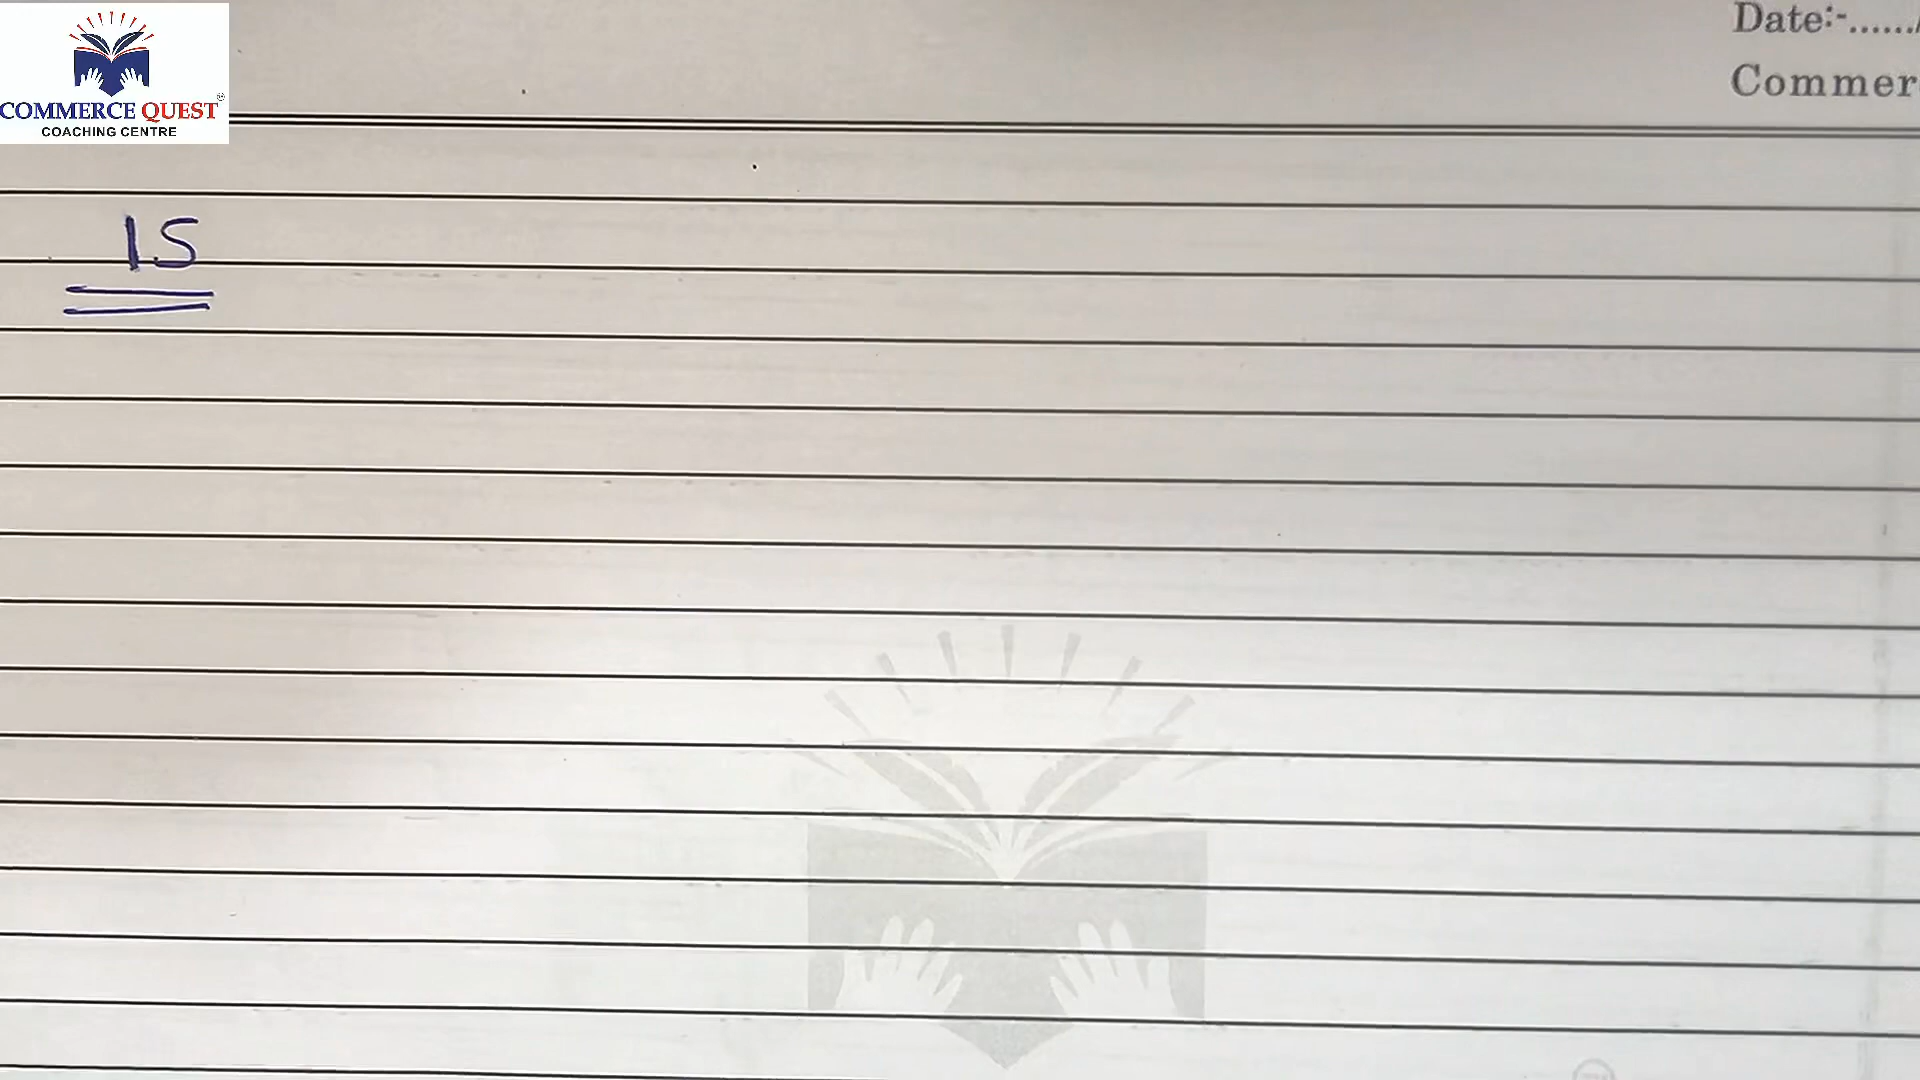 COMMERCE QUEST
COACHING CENTRE
Date:-....../
Commer
15